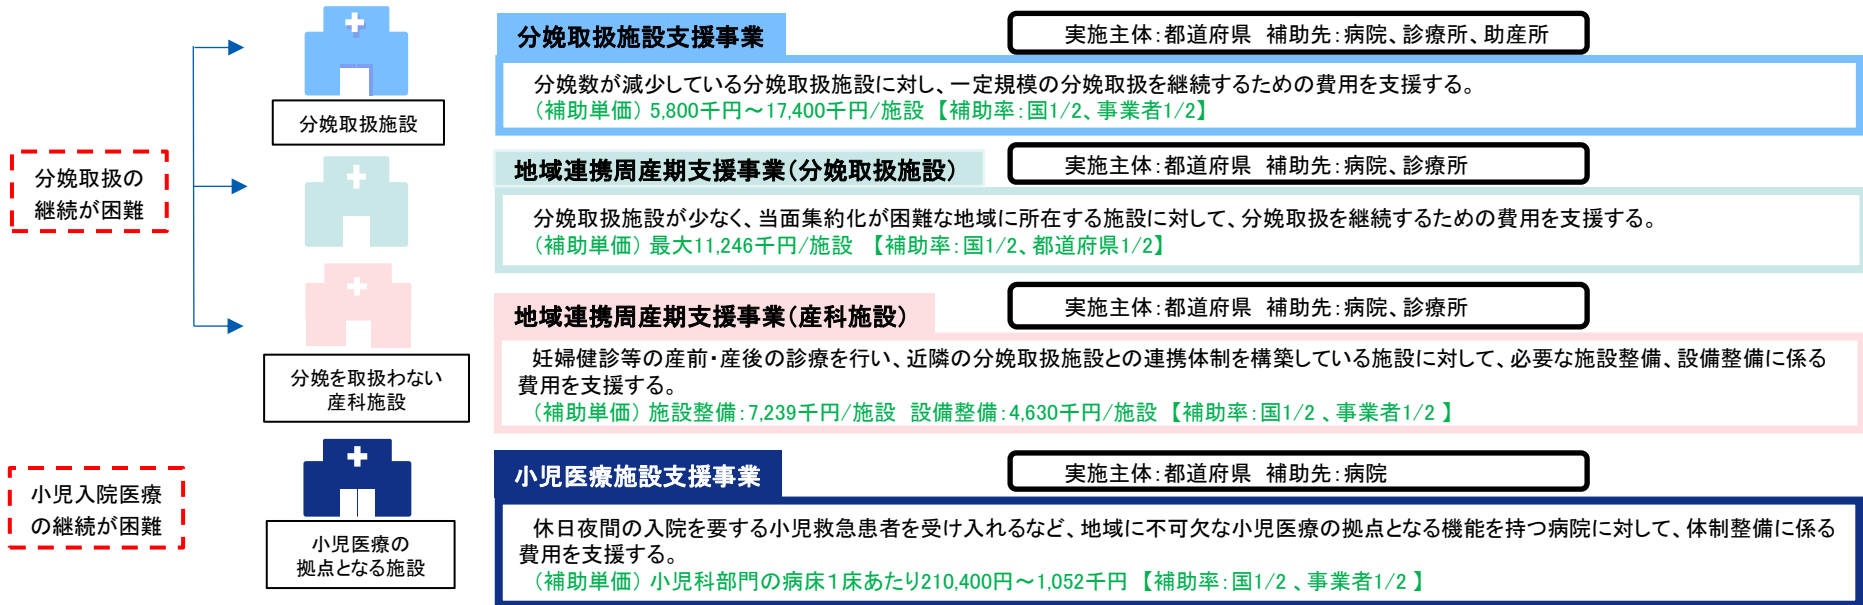 分娩取扱の
継続が困難
分娩取扱施設
分娩取扱施設支援事業
実施主体：都道府県 補助先：病院、診療所、助産所
分娩数が減少している分娩取扱施設に対し、一定規模の分娩取扱を継続するための費用を支援する。
（補助単価） 5,800千円～17,400千円/施設 【補助率：国1/2、事業者1/2】
地域連携周産期支援事業（分娩取扱施設）
実施主体：都道府県 補助先：病院、診療所
分娩取扱施設が少なく、当面集約化が困難な地域に所在する施設に対して、分娩取扱を継続するための費用を支援する。
（補助単価） 最大11,246千円/施設 【補助率：国1/2、都道府県1/2】
分娩を取扱わない
産科施設
地域連携周産期支援事業（産科施設）
実施主体：都道府県 補助先：病院、診療所
妊婦健診等の産前・産後の診療を行い、近隣の分娩取扱施設との連携体制を構築している施設に対して、必要な施設整備、設備整備に係る
費用を支援する。
（補助単価） 施設整備：7,239千円/施設 設備整備：4,630千円/施設 【補助率：国1/2 、事業者1/2 】
小児入院医療
の継続が困難
小児医療の
拠点となる施設
小児医療施設支援事業
実施主体：都道府県 補助先：病院
休日夜間の入院を要する小児救急患者を受け入れるなど、地域に不可欠な小児医療の拠点となる機能を持つ病院に対して、体制整備に係る
費用を支援する。
（補助単価） 小児科部門の病床１床あたり210,400円～1,052千円 【補助率：国1/2 、事業者1/2 】